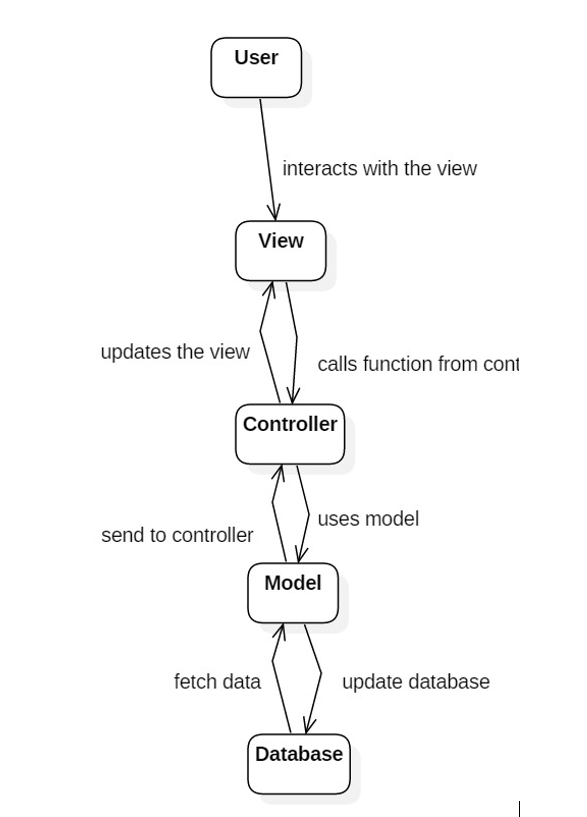 User
interacts with the view
View
updates the view
calls function from cont
Controller
uses model
send to controller
Model
fetch data
update database
Database